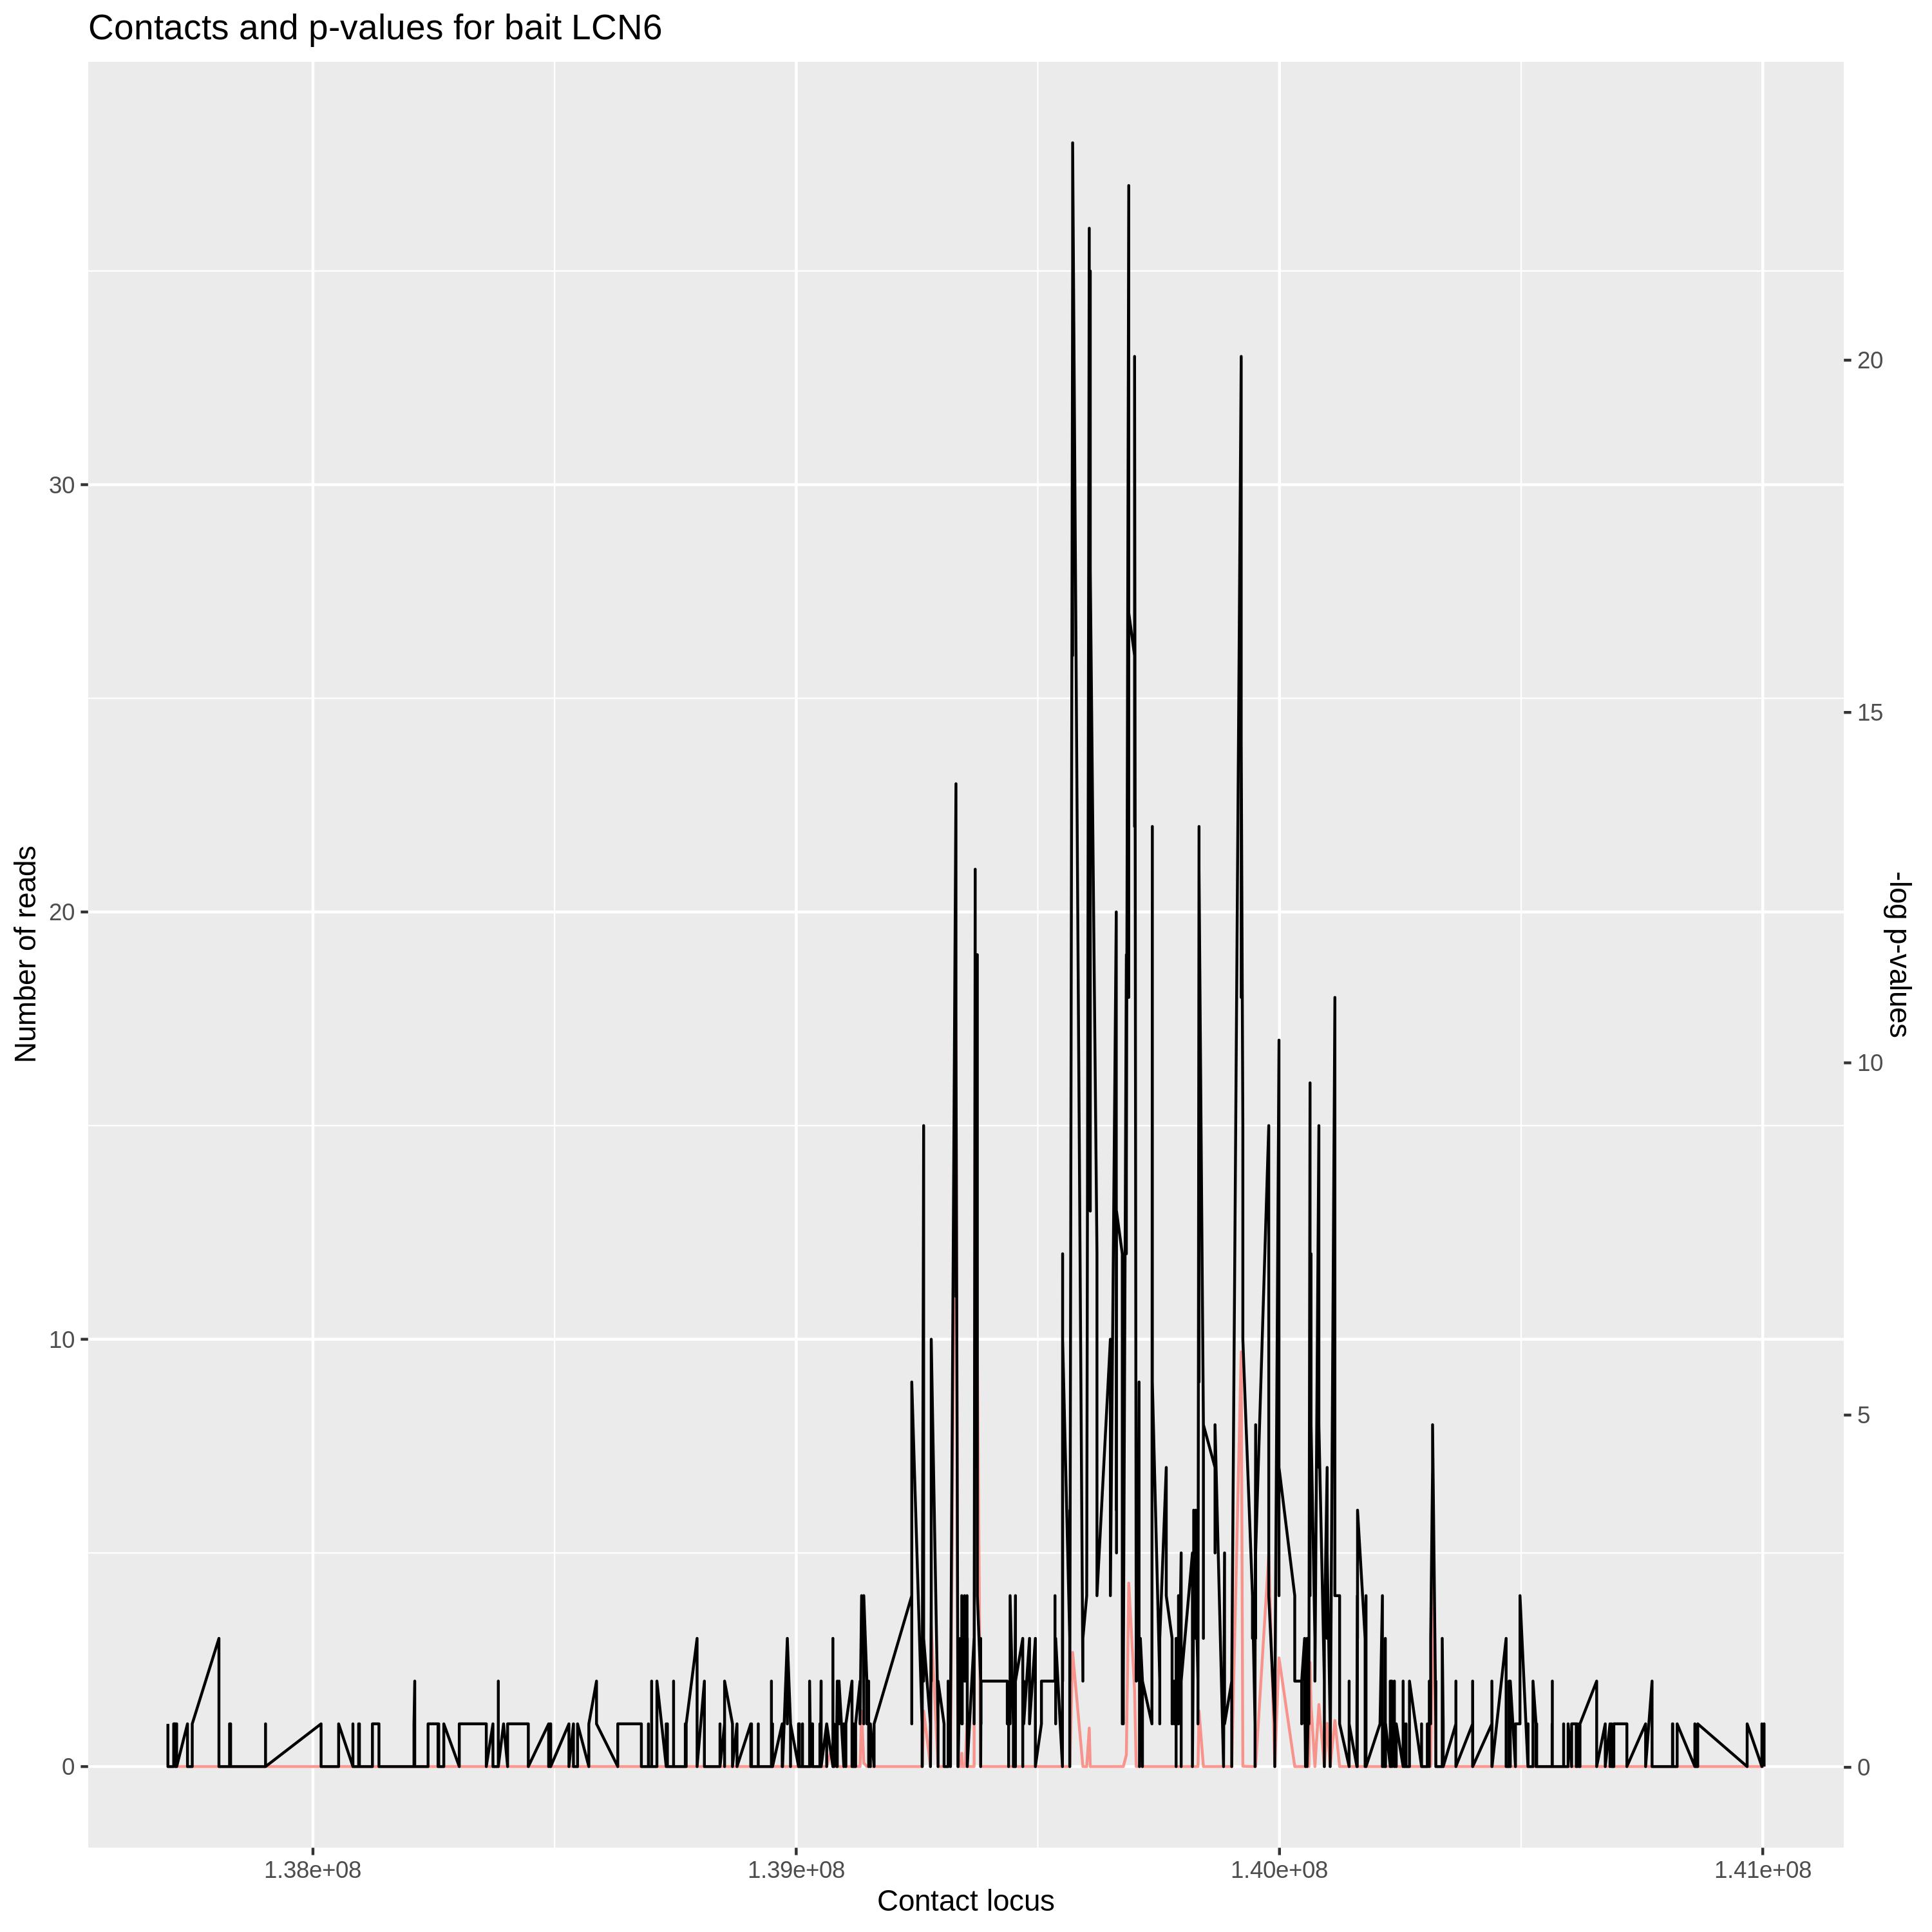 Contacts and p-values for bait LCN6
30
20
10
0
Number of reads
20
15
10
5
0
-log p-values
1.38e+08
1.39e+08
1.40e+08
1.41e+08
Contact locus